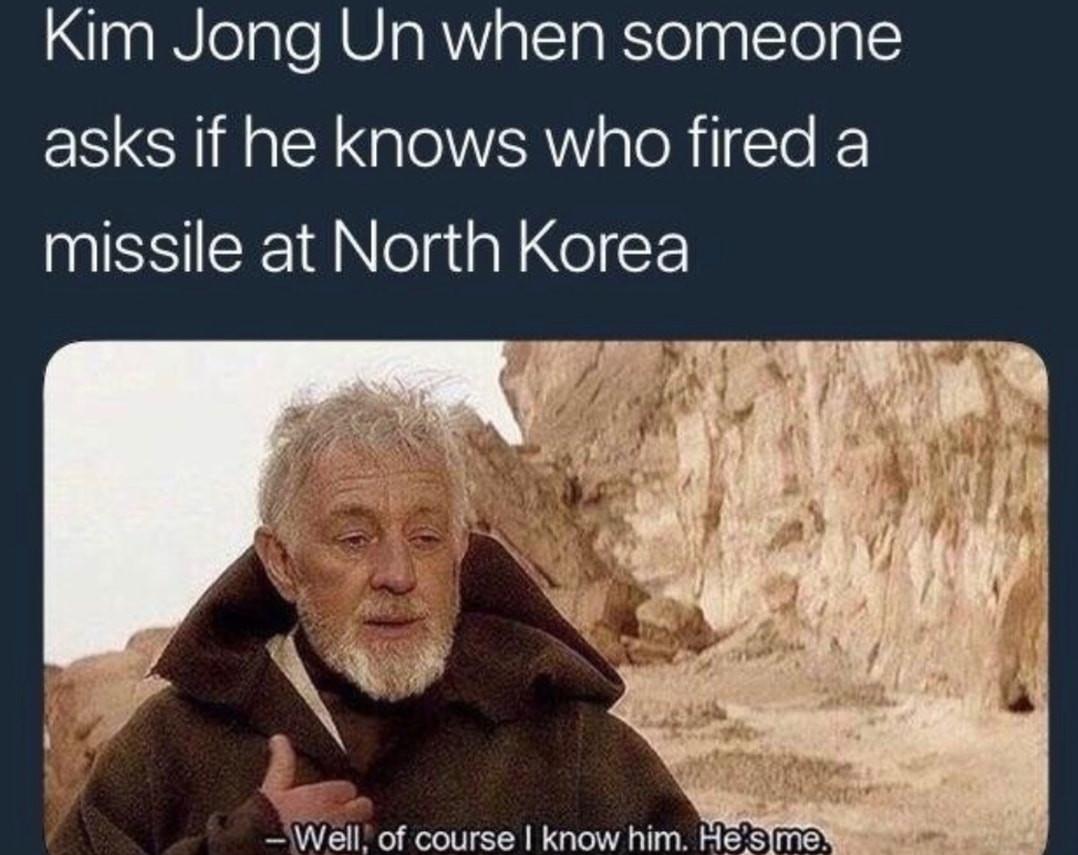 Kim Jong Un when someone
asks if he knows who fired a
missile at North Korea
– Well, of course I know him. He's me.